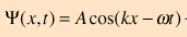 Ψ(x,t) = A cos(kx − ωt)